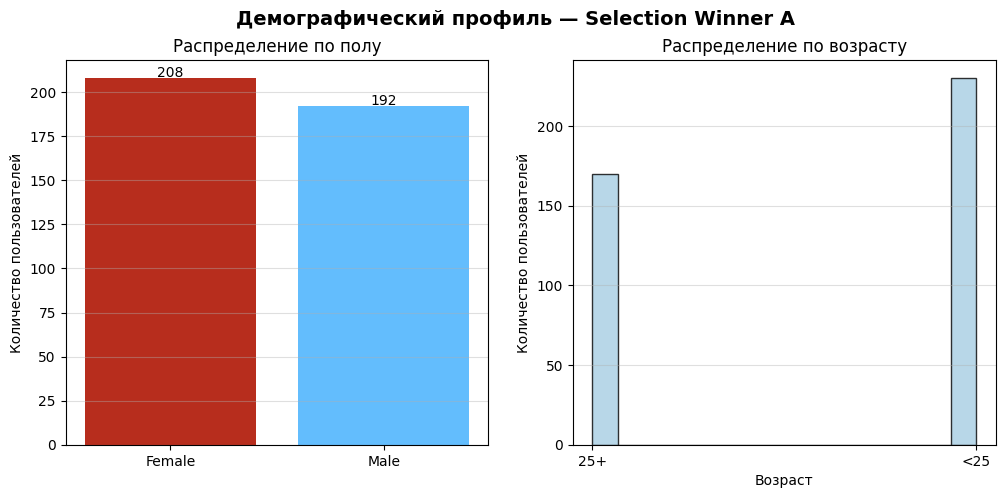 Демографический профиль — Selection Winner A
Распределение по полу
208
192
Количество пользователей
200
175
150
125
100
75
50
25
0
Female
Male
Распределение по возрасту
Количество пользователей
200
150
100
50
0
25+
<25
Возраст